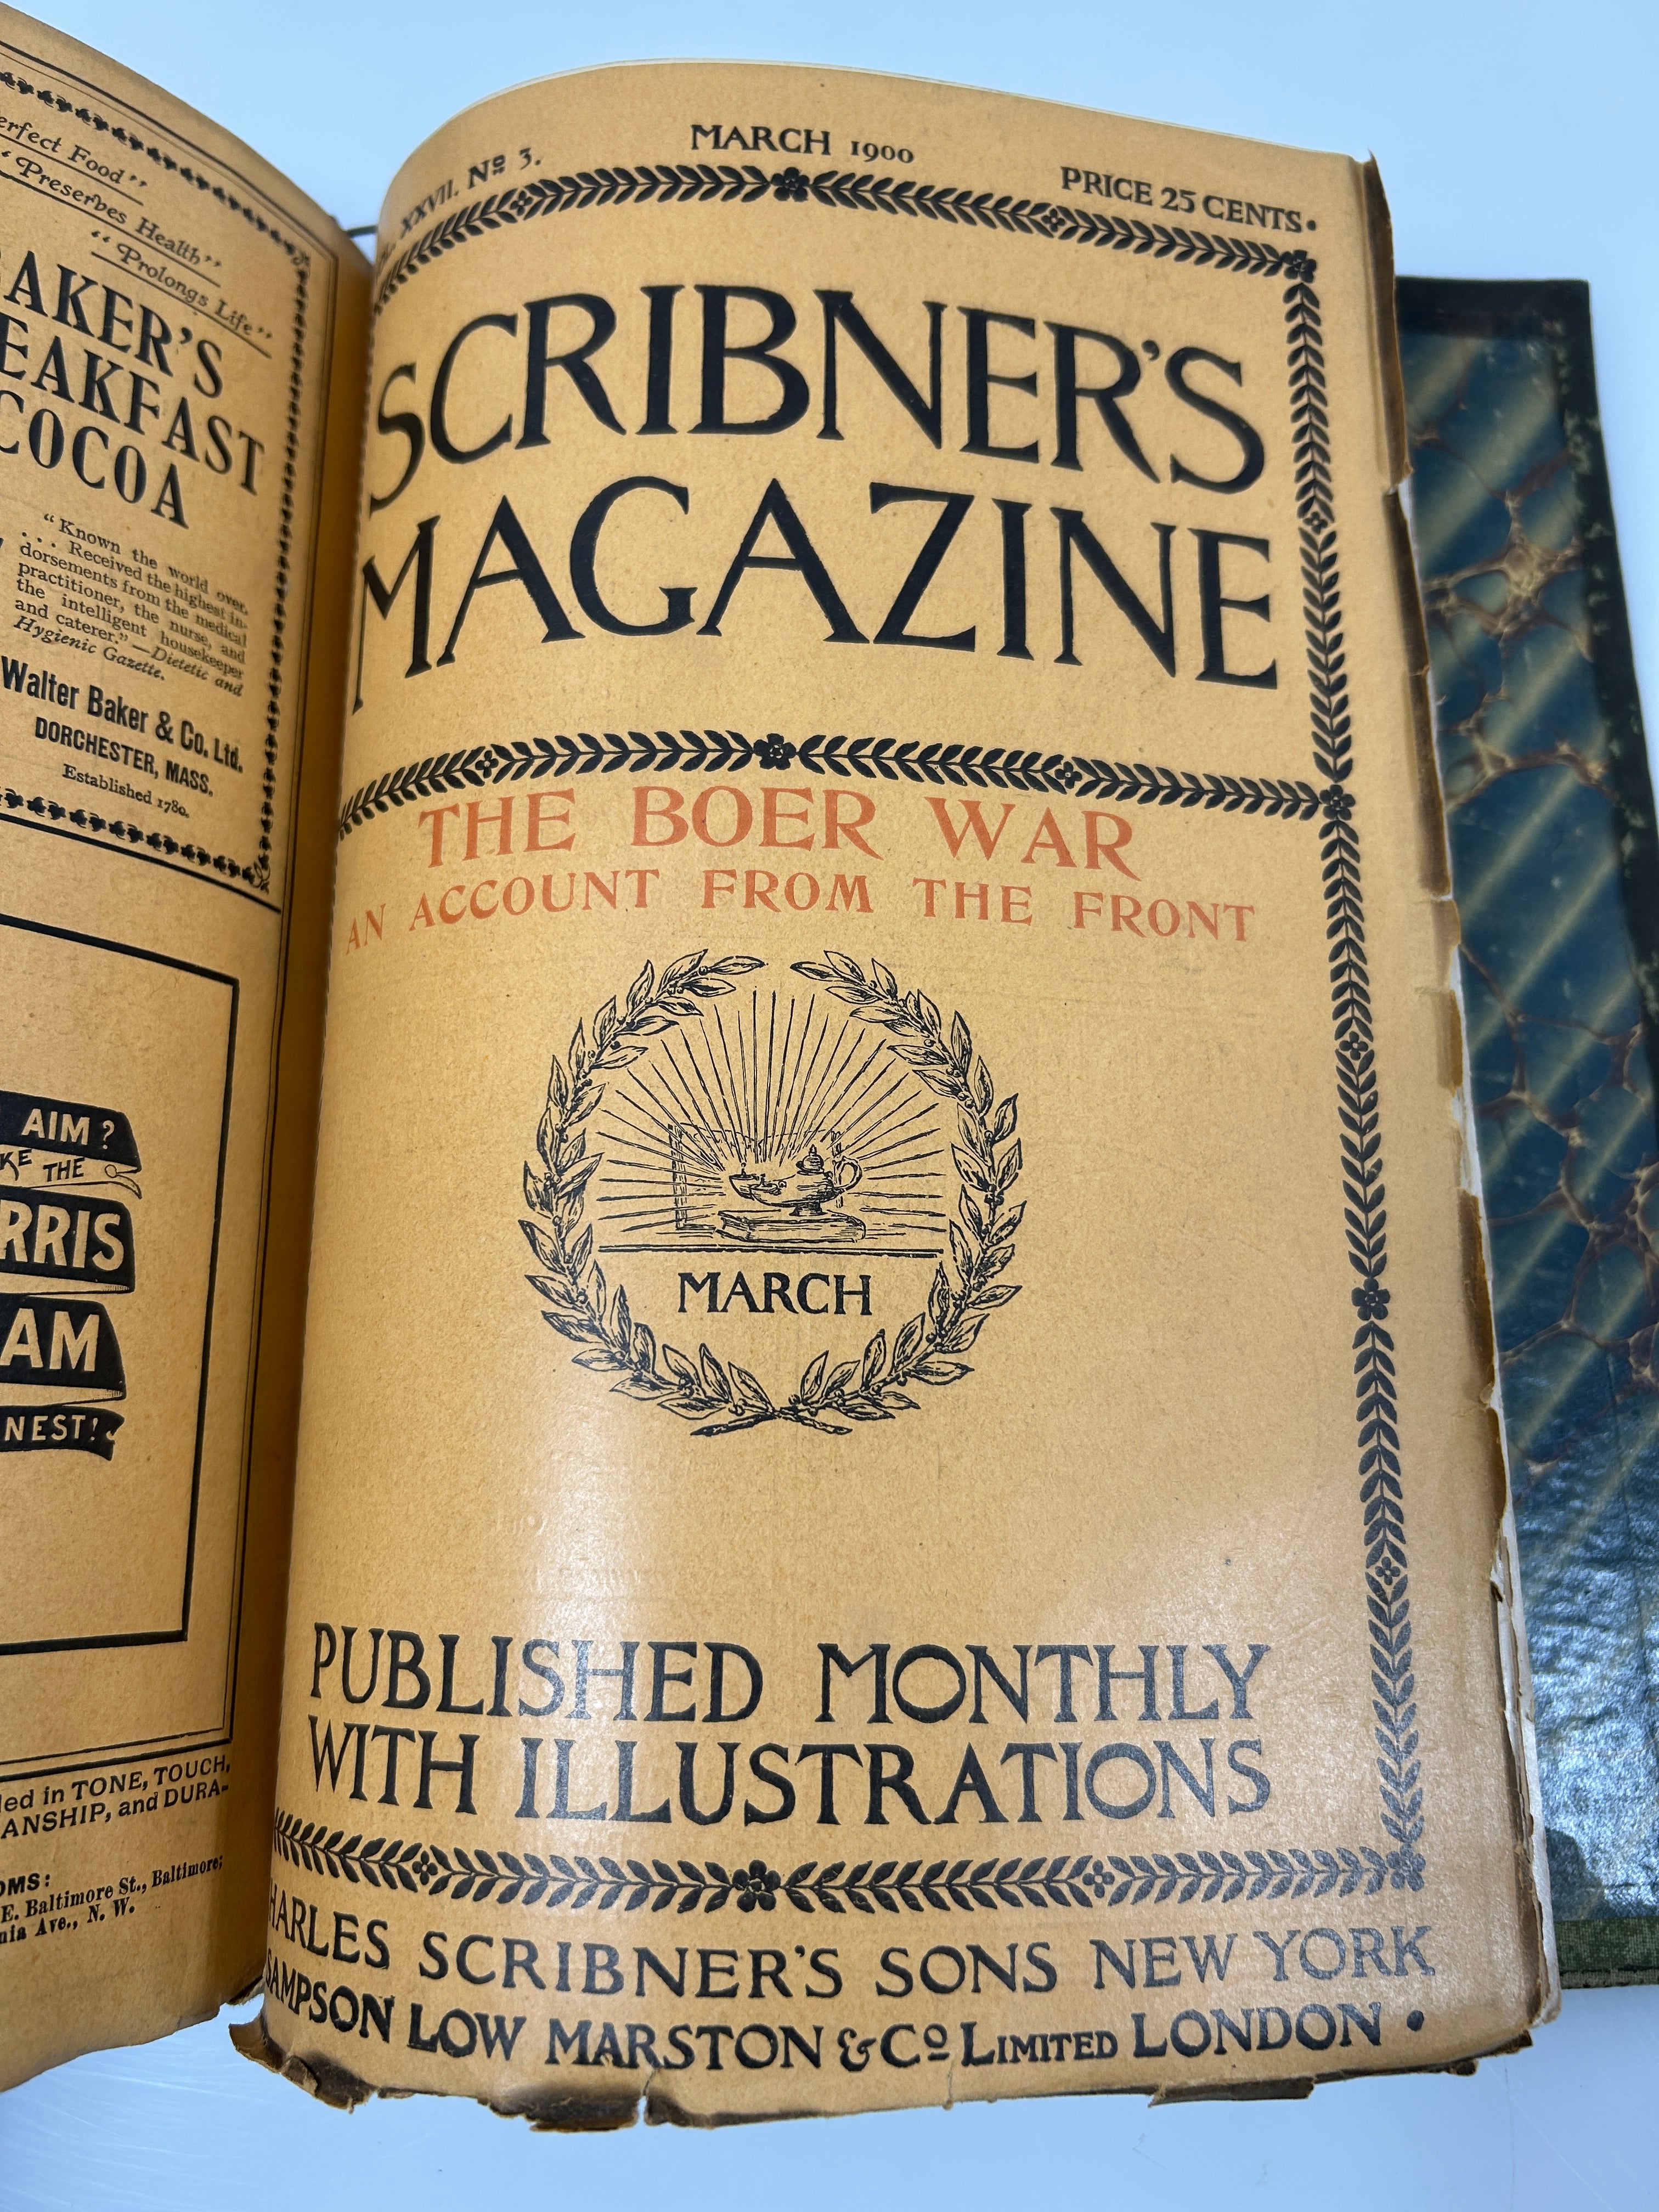 erfect Food”
“Preserves Health”
“Prolongs Life”
AKER'S
EAKFAST
COCOA
“Known the world over.
. . . Received the highest in-
dorsements from the medical
practitioner, the nurse, and
the intelligent housekeeper
and caterer.”—Dietetic and
Hygienic Gazette.
Walter Baker & Co. Ltd.
DORCHESTER, MASS.
Established 1780.
AIM?
KE THE
RRIS
AM
NEST!
led in TONE, TOUCH,
ANSHIP, and DURA-
OMS:
E. Baltimore St., Baltimore;
nia Ave., N. W.
XXVII. No 3.
MARCH 1900
PRICE 25 CENTS.
SCRIBNER'S
MAGAZINE
THE BOER WAR
AN ACCOUNT FROM THE FRONT
MARCH
PUBLISHED MONTHLY
WITH ILLUSTRATIONS
HARLES SCRIBNER'S SONS NEW YORK
SAMPSON LOW MARSTON & Co LIMITED LONDON.